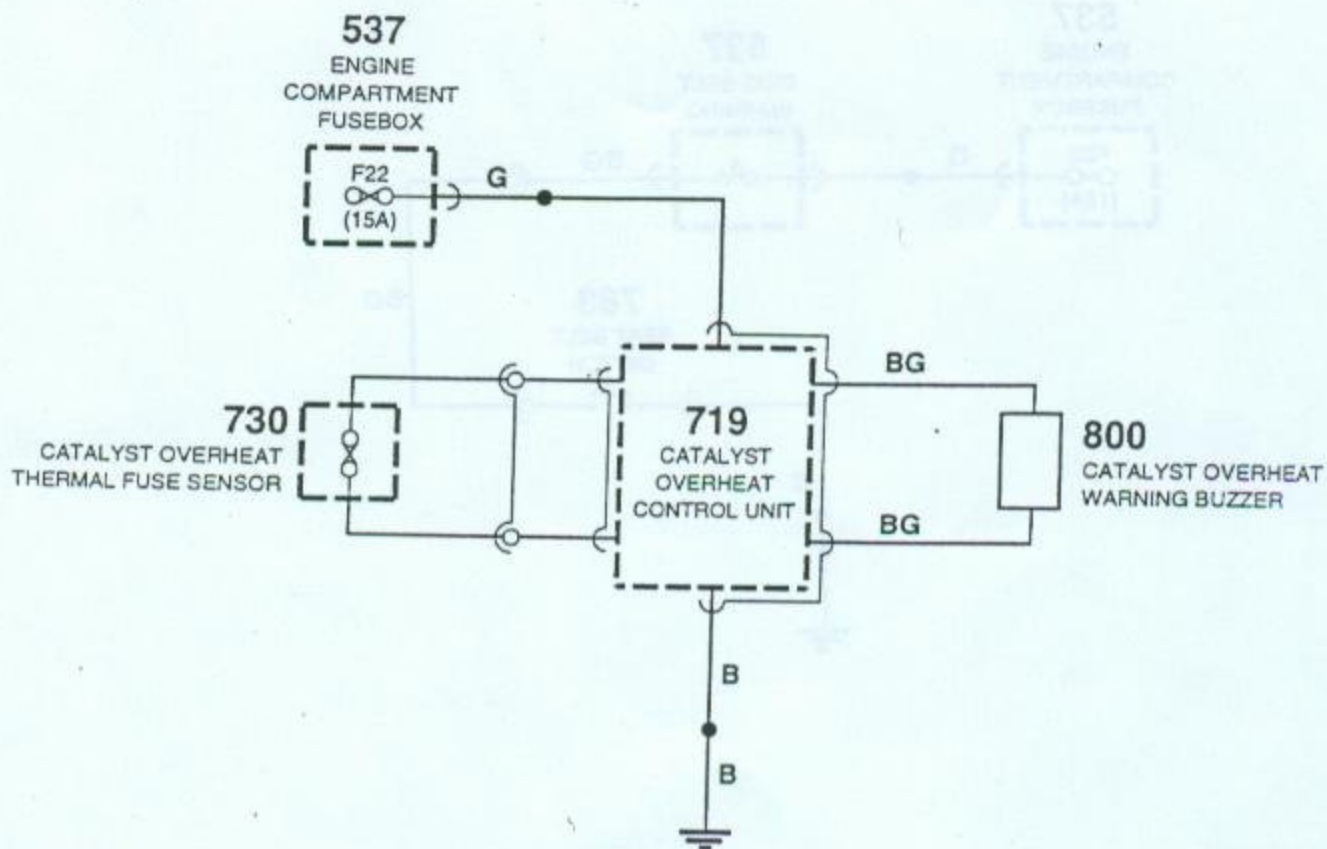 537
ENGINE
COMPARTMENT
FUSEBOX
F22
(15A)
G
730
CATALYST OVERHEAT
THERMAL FUSE SENSOR
719
CATALYST
OVERHEAT
CONTROL UNIT
BG
BG
800
CATALYST OVERHEAT
WARNING BUZZER
B
B